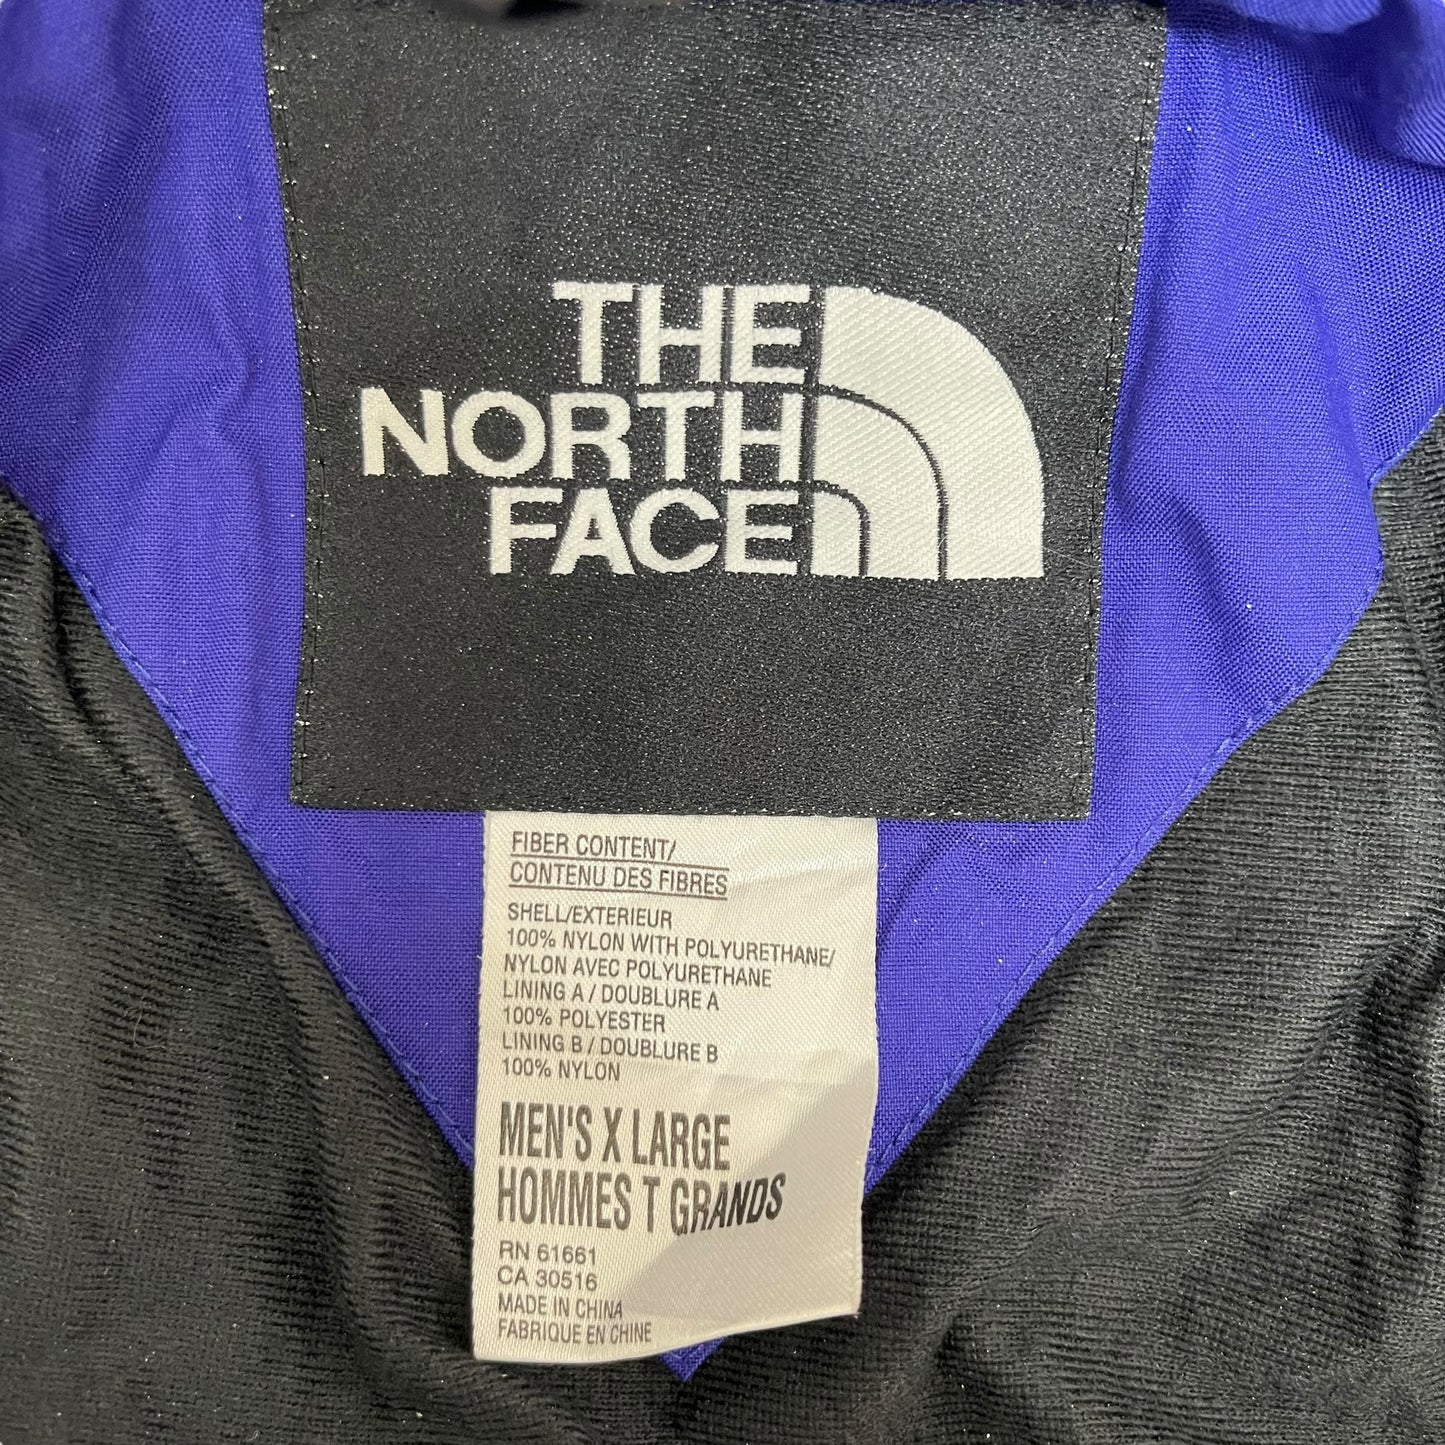 THE
NORTH
FACE
FIBER CONTENT/
CONTENU DES FIBRES
SHELL/EXTERIEUR
100% NYLON WITH POLYURETHANE/
NYLON AVEC POLYURETHANE
LINING A / DOUBLURE A
100% POLYESTER
LINING B / DOUBLURE B
100% NYLON
MEN'S X LARGE
HOMMES T GRANDS
RN 61661
CA 30516
MADE IN CHINA
FABRIQUE EN CHINE